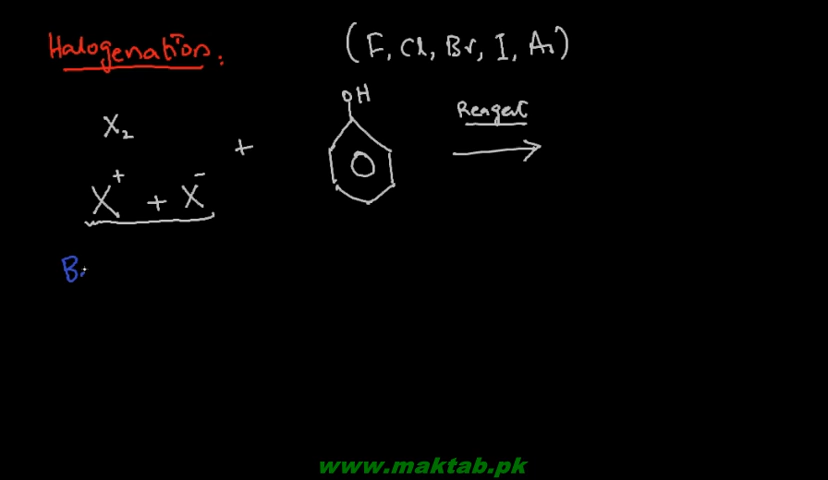 Halogenation:
(F, Cl, Br, I, At)
X₂
+
OH
Reagent
X⁺ + X⁻
B
www.maktab.pk